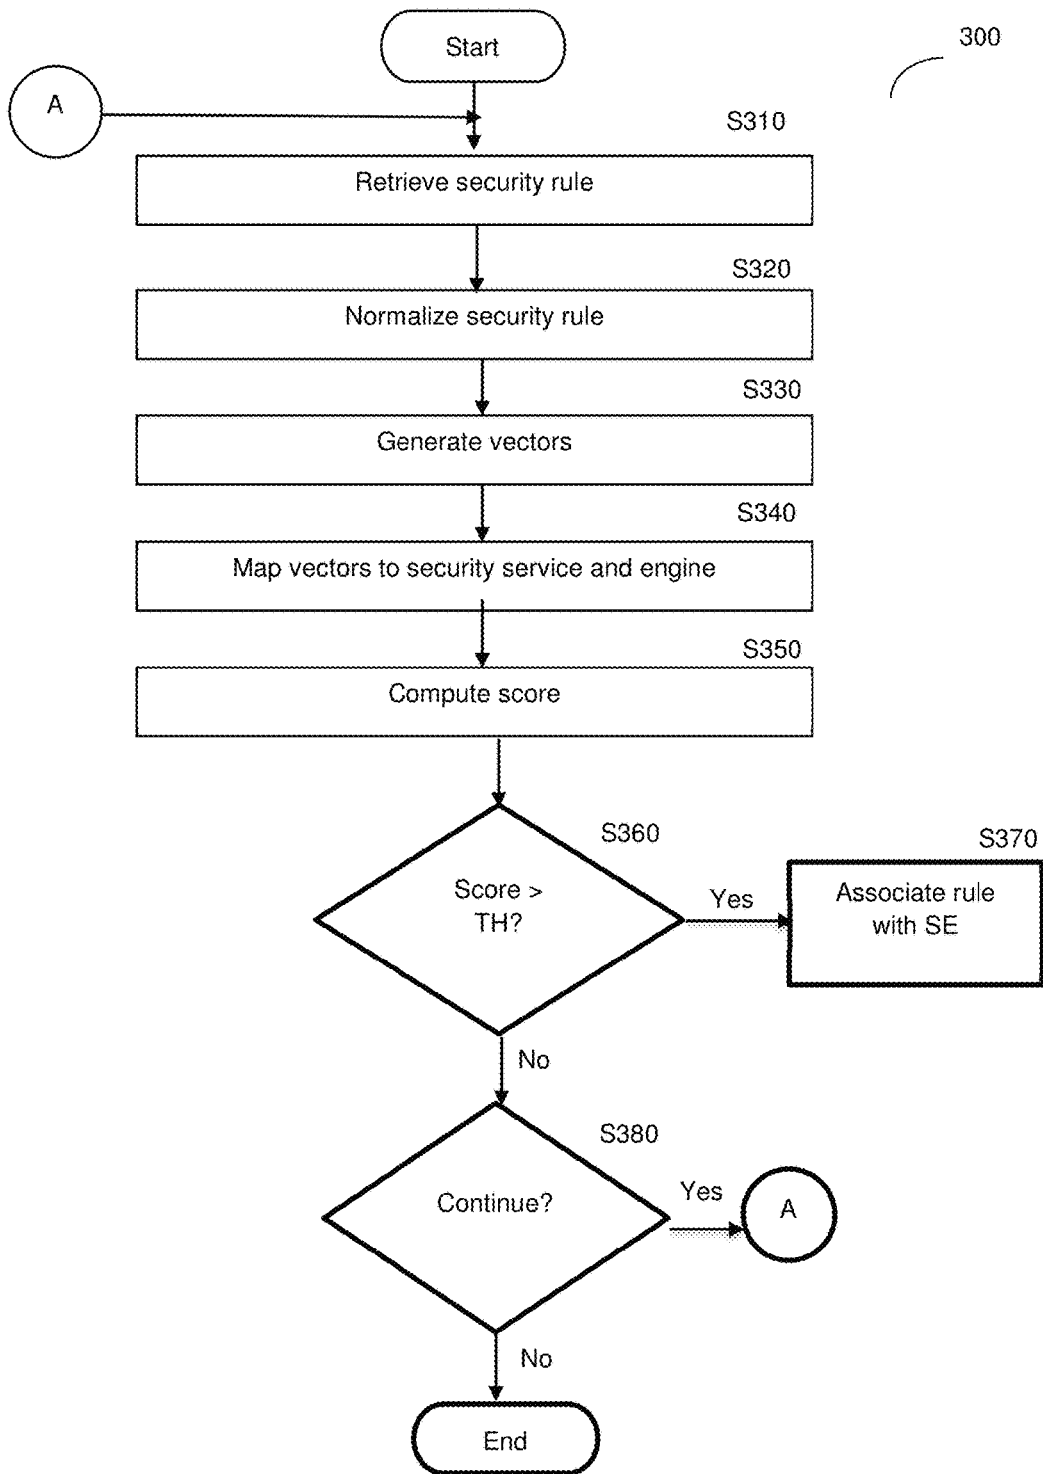 Start
300
A
S310
Retrieve security rule
S320
Normalize security rule
S330
Generate vectors
S340
Map vectors to security service and engine
S350
Compute score
S360
Score >
TH?
Yes
S370
Associate rule
with SE
No
S380
Continue?
Yes
A
No
End